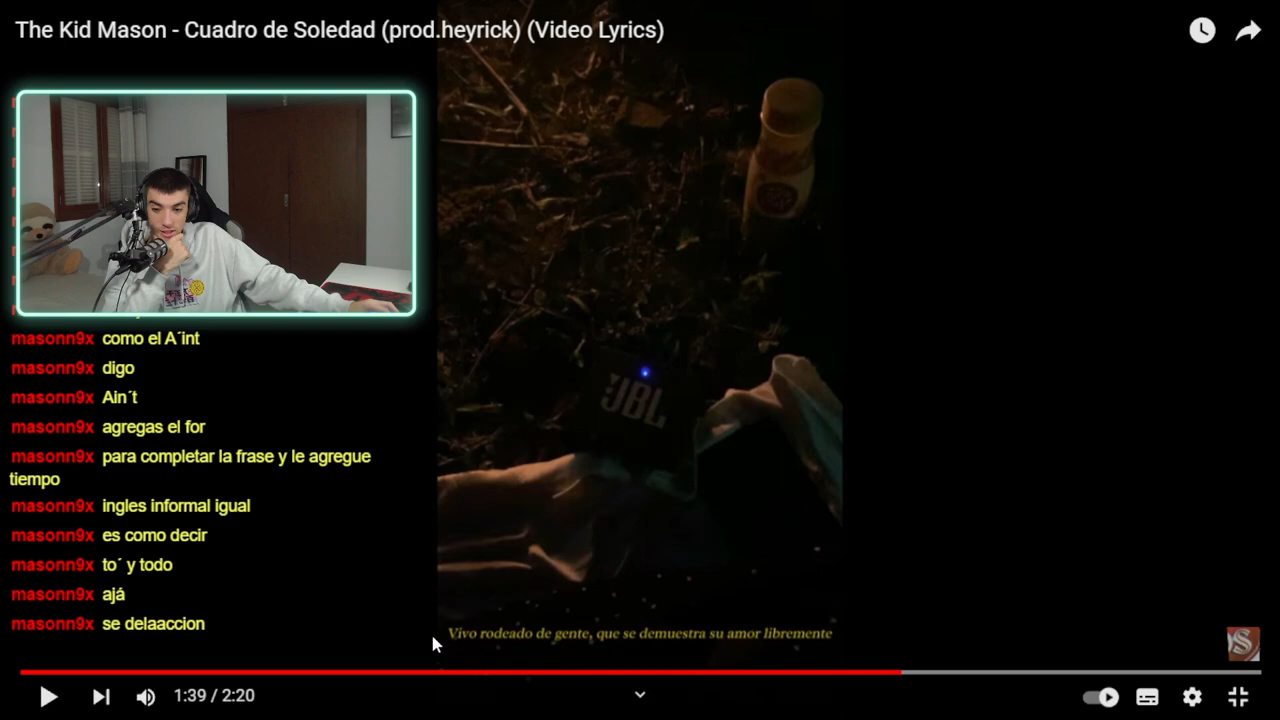 The Kid Mason - Cuadro de Soledad (prod.heyrick) (Video Lyrics)
masonn9x como el A´int
masonn9x digo
masonn9x Ain´t
masonn9x agregas el for
masonn9x para completar la frase y le agregue
tiempo
masonn9x ingles informal igual
masonn9x es como decir
masonn9x to´ y todo
masonn9x ajá
masonn9x se delaaccion
JBL
Vivo rodeado de gente, que se demuestra su amor libremente
S
1:39 / 2:20